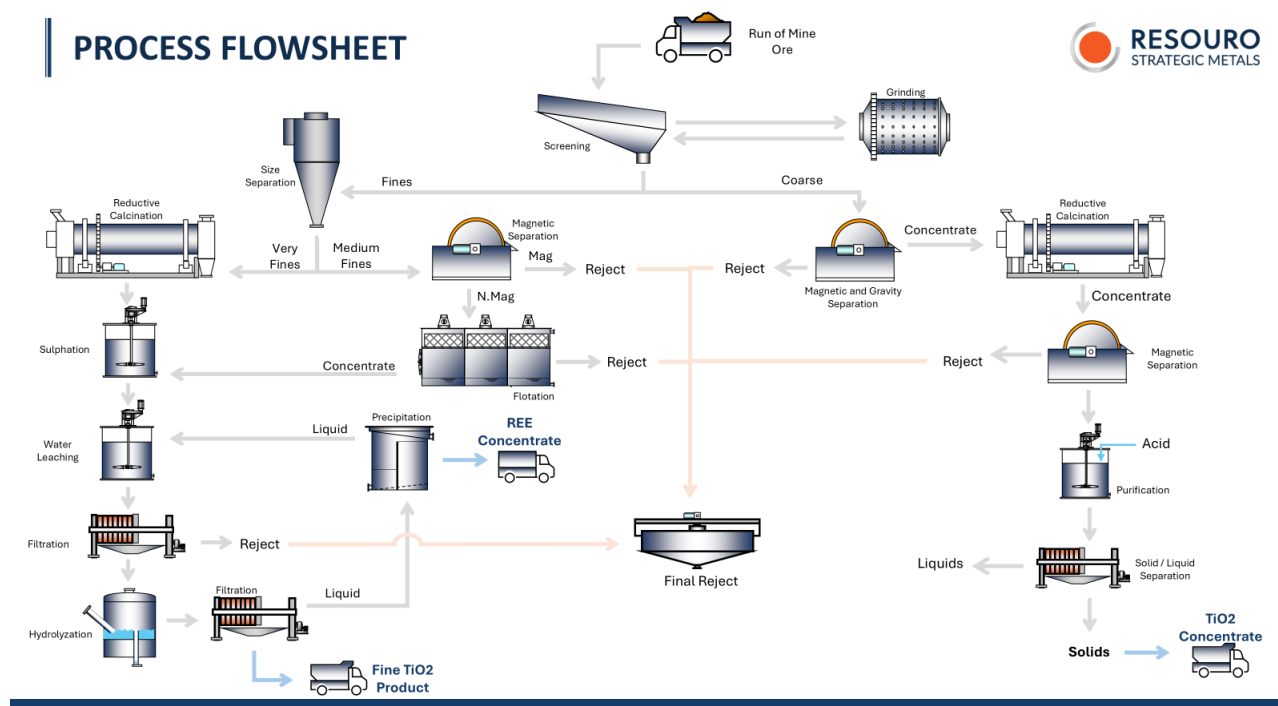 PROCESS FLOWSHEET
Run of Mine
Ore
RESOURO
STRATEGIC METALS
Grinding
Screening
Size
Separation
Fines
Coarse
Reductive
Calcination
Very
Fines
Medium
Fines
Magnetic
Separation
Mag
Reject
Reject
Magnetic and Gravity
Separation
Concentrate
Reductive
Calcination
N.Mag
Concentrate
Sulphation
Concentrate
Flotation
Reject
Reject
Magnetic
Separation
Water
Leaching
Liquid
Precipitation
REE
Concentrate
Acid
Purification
Filtration
Reject
Final Reject
Liquids
Solid / Liquid
Separation
Hydrolyzation
Filtration
Liquid
Fine TiO2
Product
Solids
TiO2
Concentrate